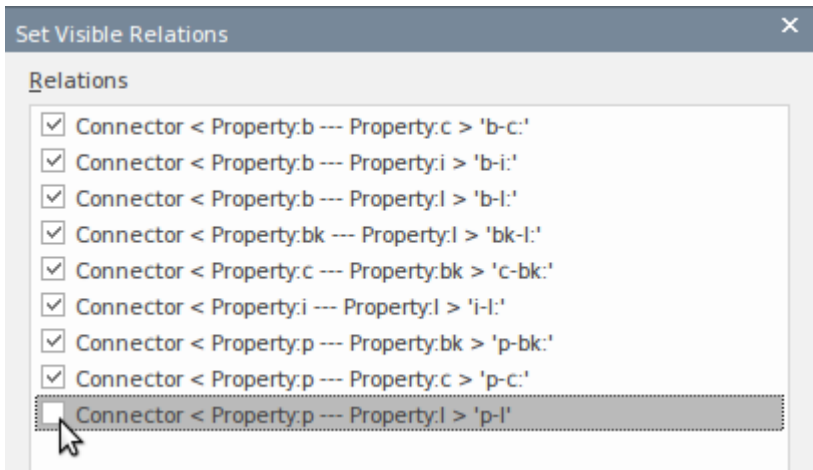 Set Visible Relations
Relations
Connector < Property:b --- Property:c > 'b-c:'
Connector < Property:b --- Property:i > 'b-i:'
Connector < Property:b --- Property:l > 'b-l:'
Connector < Property:bk --- Property:l > 'bk-l:'
Connector < Property:c --- Property:bk > 'c-bk:'
Connector < Property:i --- Property:l > 'i-l:'
Connector < Property:p --- Property:bk > 'p-bk:'
Connector < Property:p --- Property:c > 'p-c:'
Connector < Property:p --- Property:l > 'p-l'